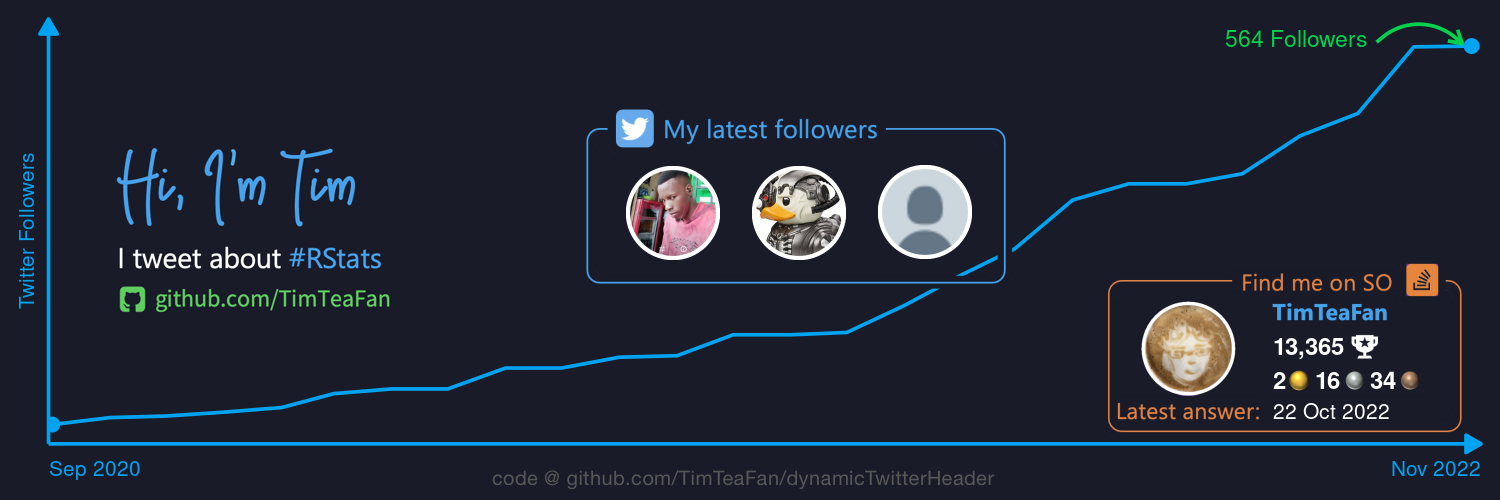 564 Followers
My latest followers
Twitter Followers
Hi, I'm Tim
I tweet about #RStats
github.com/TimTeaFan
Find me on SO
TimTeaFan
13,365
2 16 34
Latest answer: 22 Oct 2022
Sep 2020
Nov 2022
code @ github.com/TimTeaFan/dynamicTwitterHeader